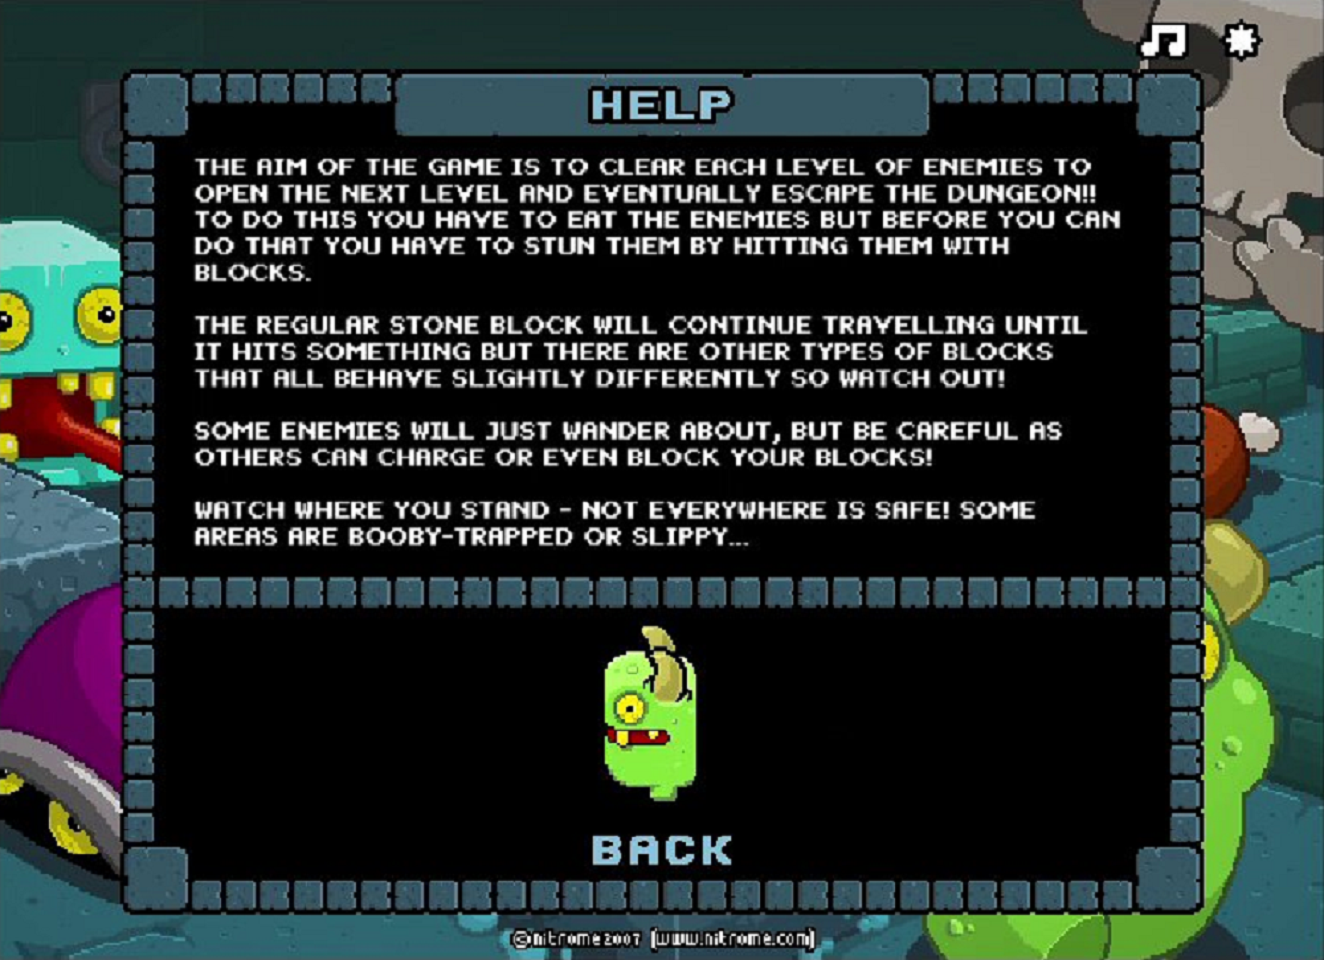 HELP
THE AIM OF THE GAME IS TO CLEAR EACH LEVEL OF ENEMIES TO
OPEN THE NEXT LEVEL AND EVENTUALLY ESCAPE THE DUNGEON!!
TO DO THIS YOU HAVE TO EAT THE ENEMIES BUT BEFORE YOU CAN
DO THAT YOU HAVE TO STUN THEM BY HITTING THEM WITH
BLOCKS.
THE REGULAR STONE BLOCK WILL CONTINUE TRAVELLING UNTIL
IT HITS SOMETHING BUT THERE ARE OTHER TYPES OF BLOCKS
THAT ALL BEHAVE SLIGHTLY DIFFERENTLY SO WATCH OUT!
SOME ENEMIES WILL JUST WANDER ABOUT, BUT BE CAREFUL AS
OTHERS CAN CHARGE OR EVEN BLOCK YOUR BLOCKS!
WATCH WHERE YOU STAND - NOT EVERYWHERE IS SAFE! SOME
AREAS ARE BOOBY-TRAPPED OR SLIPPY...
BACK
©nitrome2007 [www.nitrome.com]